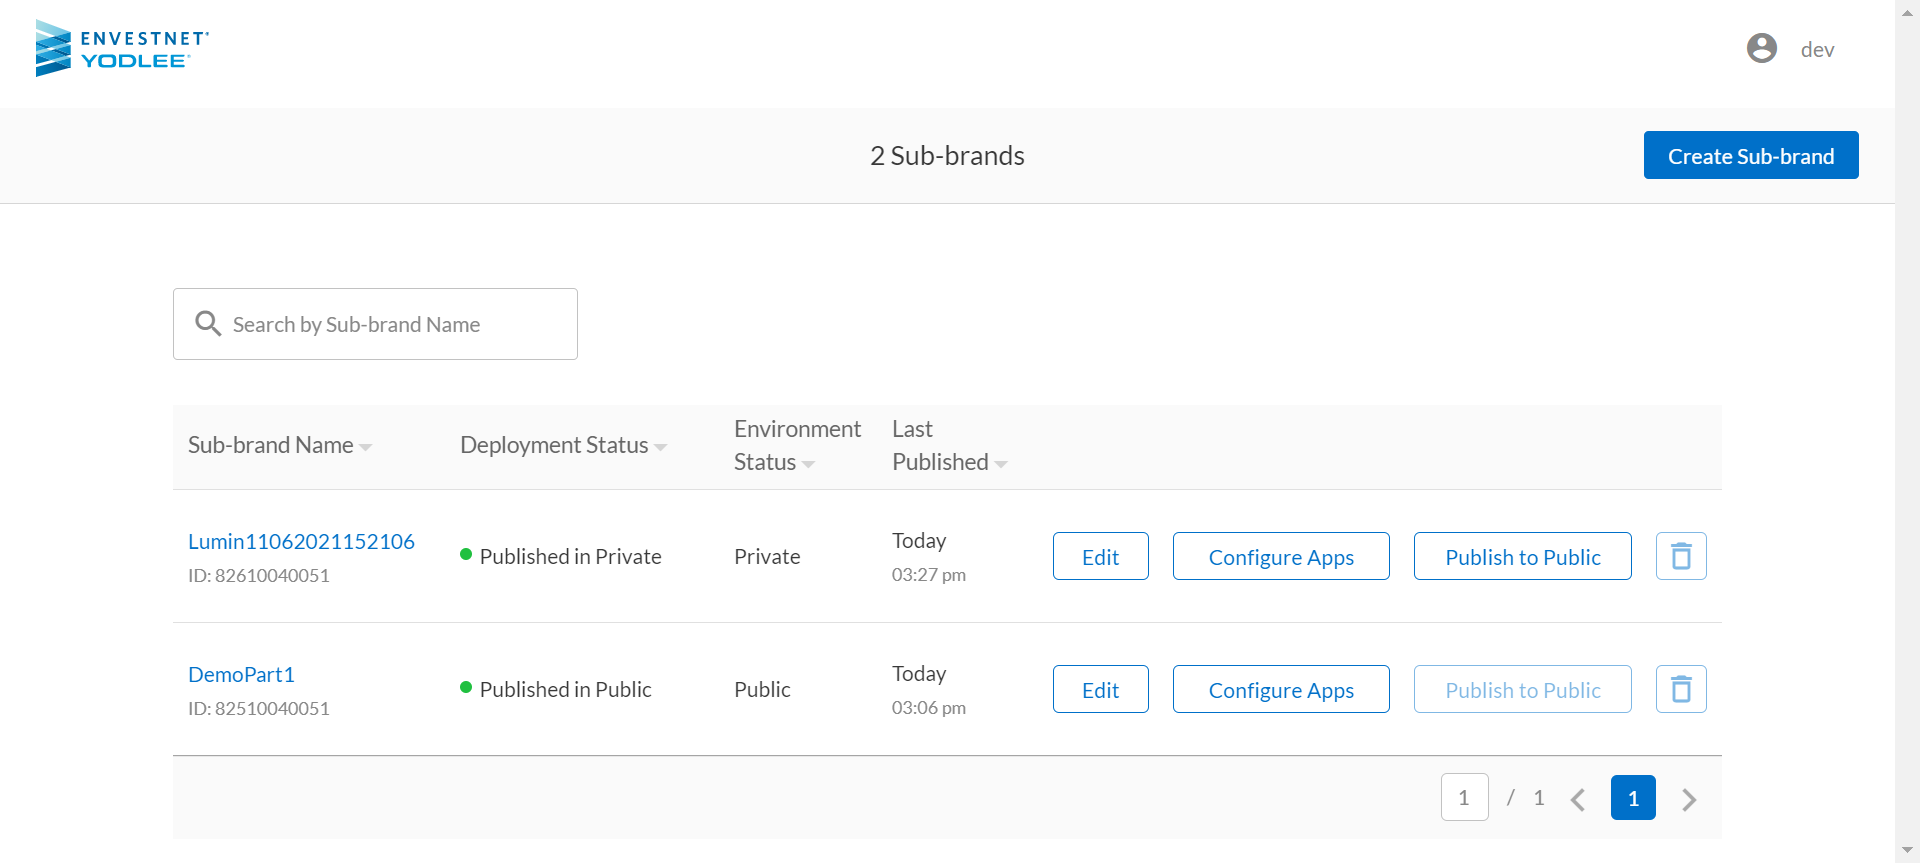 ENVESTNET®
YODLEE®
dev
2 Sub-brands
Create Sub-brand
Search by Sub-brand Name
Sub-brand Name
Deployment Status
Environment
Status
Last
Published
Lumin11062021152106
ID: 82610040051
Published in Private
Private
Today
03:27 pm
Edit
Configure Apps
Publish to Public
DemoPart1
ID: 82510040051
Published in Public
Public
Today
03:06 pm
Edit
Configure Apps
Publish to Public
1 / 1
1